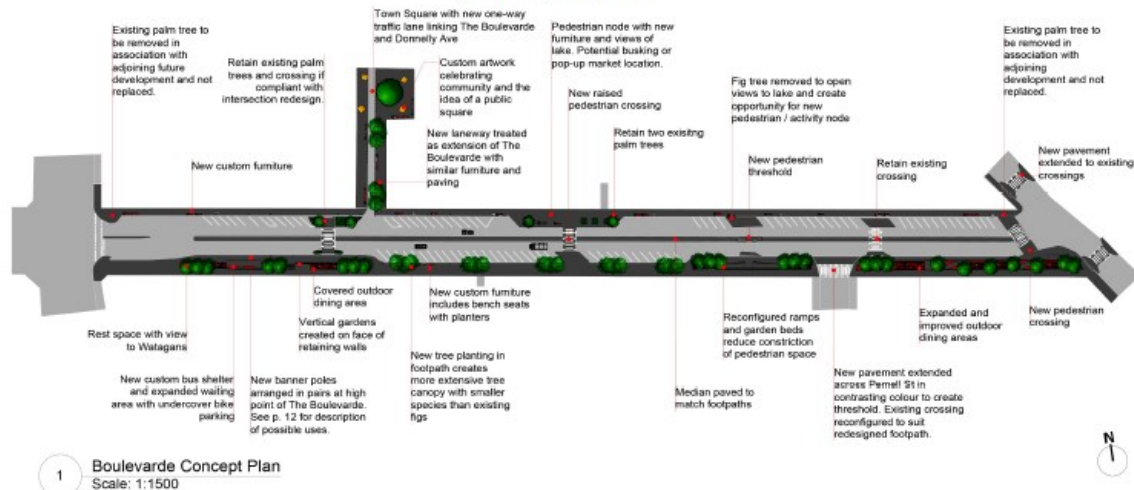 Existing palm tree to
be removed in
association with
adjoining future
development and not
replaced.
Retain existing palm
trees and crossing if
compliant with
intersection redesign.
Town Square with new one-way
traffic lane linking The Boulevarde
and Donnelly Ave
Custom artwork
celebrating
community and the
idea of a public
square
Pedestrian node with new
furniture and views of
lake. Potential busking or
pop-up market location.
New raised
pedestrian crossing
Fig tree removed to open
views to lake and create
opportunity for new
pedestrian / activity node
Existing palm tree to
be removed in
association with
adjoining
development and not
replaced.
New custom furniture
New laneway treated
as extension of The
Boulevarde with
similar furniture and
paving
Retain two exisitng
palm trees
New pedestrian
threshold
Retain existing
crossing
New pavement
extended to existing
crossings
Rest space with view
to Watagans
Covered outdoor
dining area
Vertical gardens
created on face of
retaining walls
New custom furniture
includes bench seats
with planters
Reconfigured ramps
and garden beds
reduce constriction
of pedestrian space
Expanded and
improved outdoor
dining areas
New pedestrian
crossing
New custom bus shelter
and expanded waiting
area with undercover bike
parking
New banner poles
arranged in pairs at high
point of The Boulevarde.
See p. 12 for description
of possible uses.
New tree planting in
footpath creates
more extensive tree
canopy with smaller
species than existing
figs
Median paved to
match footpaths
New pavement extended
across Pemell St in
contrasting colour to create
threshold. Existing crossing
reconfigured to suit
redesigned footpath.
N
1
Boulevarde Concept Plan
Scale: 1:1500